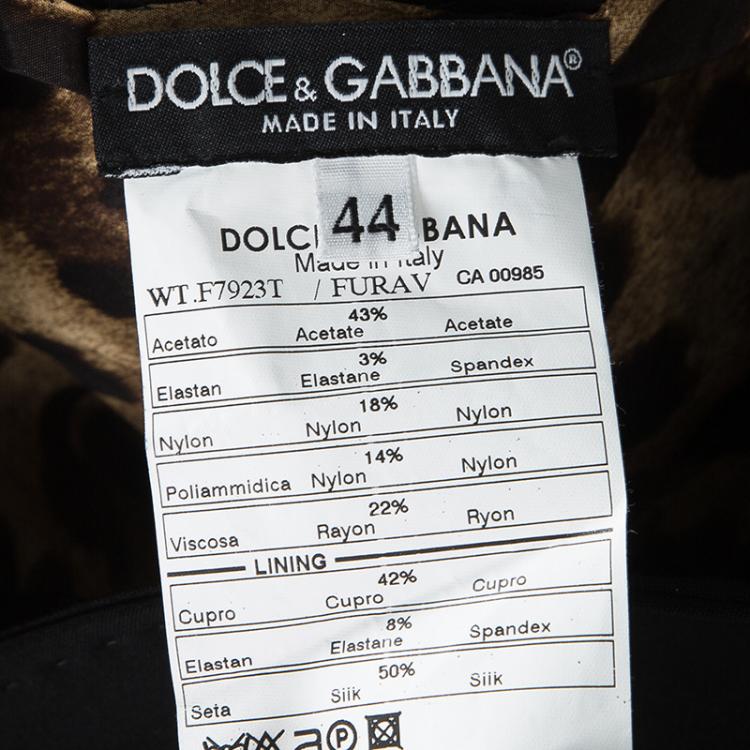 DOLCE & GABBANA®
MADE IN ITALY
44
DOLC BANA
Made in Italy
WT.F7923T / FURAV CA 00985
43%
Acetato Acetate Acetate
3%
Elastan Elastane Spandex
18%
Nylon Nylon Nylon
14%
Poliammidica Nylon Nylon
22%
Viscosa Rayon Ryon
LINING
42%
Cupro Cupro Cupro
8%
Elastan Elastane Spandex
50%
Seta Siik Siik
P